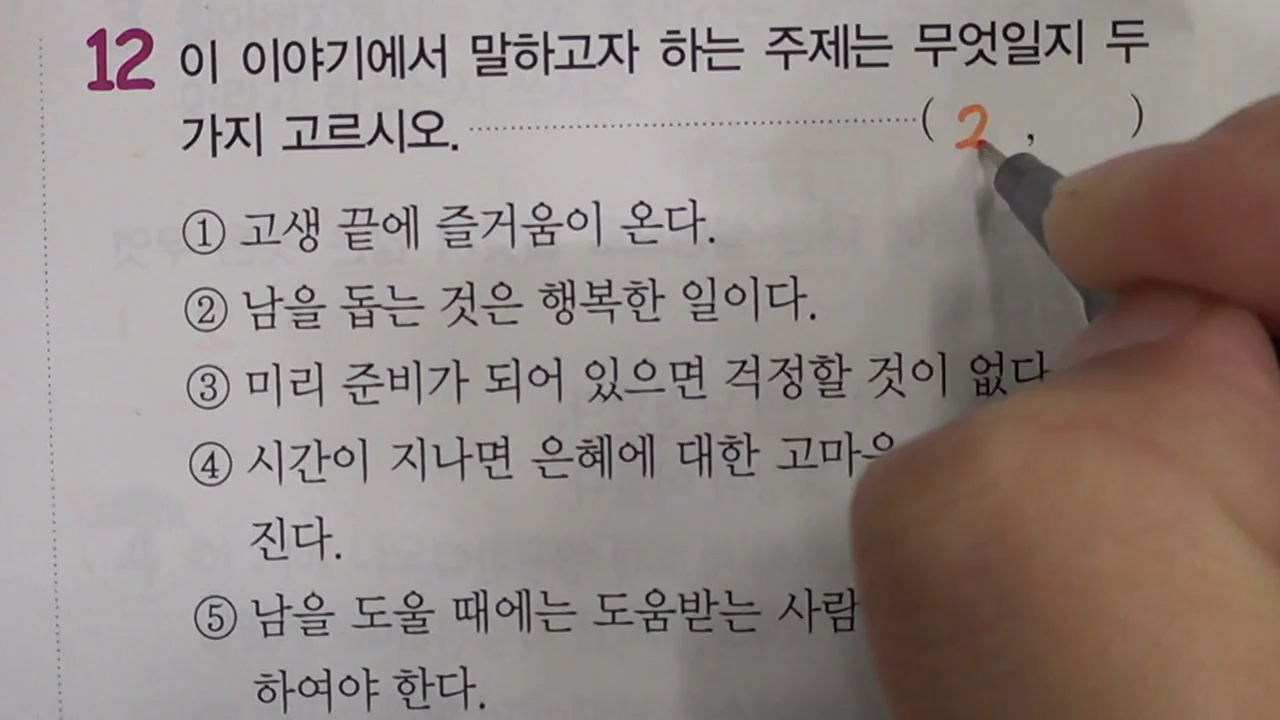 12 이 이야기에서 말하고자 하는 주제는 무엇일지 두
가지 고르시오. ( 2 , )
① 고생 끝에 즐거움이 온다.
② 남을 돕는 것은 행복한 일이다.
③ 미리 준비가 되어 있으면 걱정할 것이 없다
④ 시간이 지나면 은혜에 대한
진다.
⑤ 남을 도울 때에는 도움받는 사람
하여야 한다.